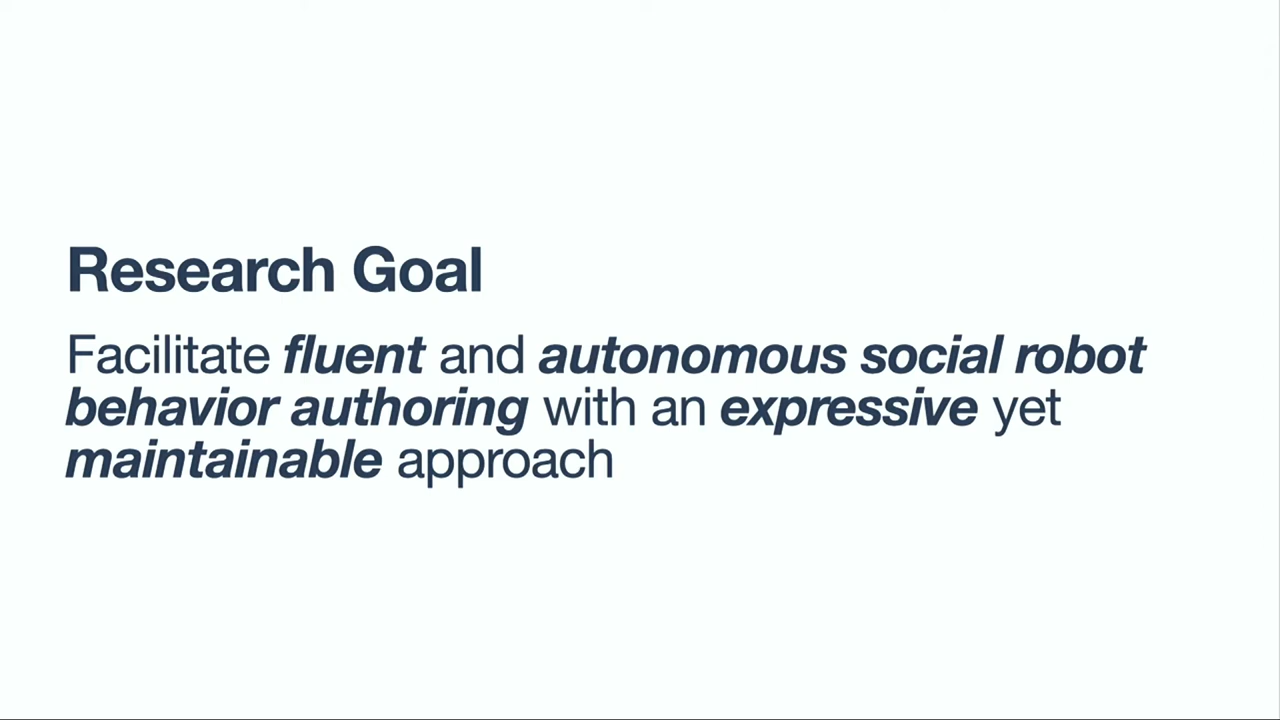 Research Goal
Facilitate fluent and autonomous social robot
behavior authoring with an expressive yet
maintainable approach